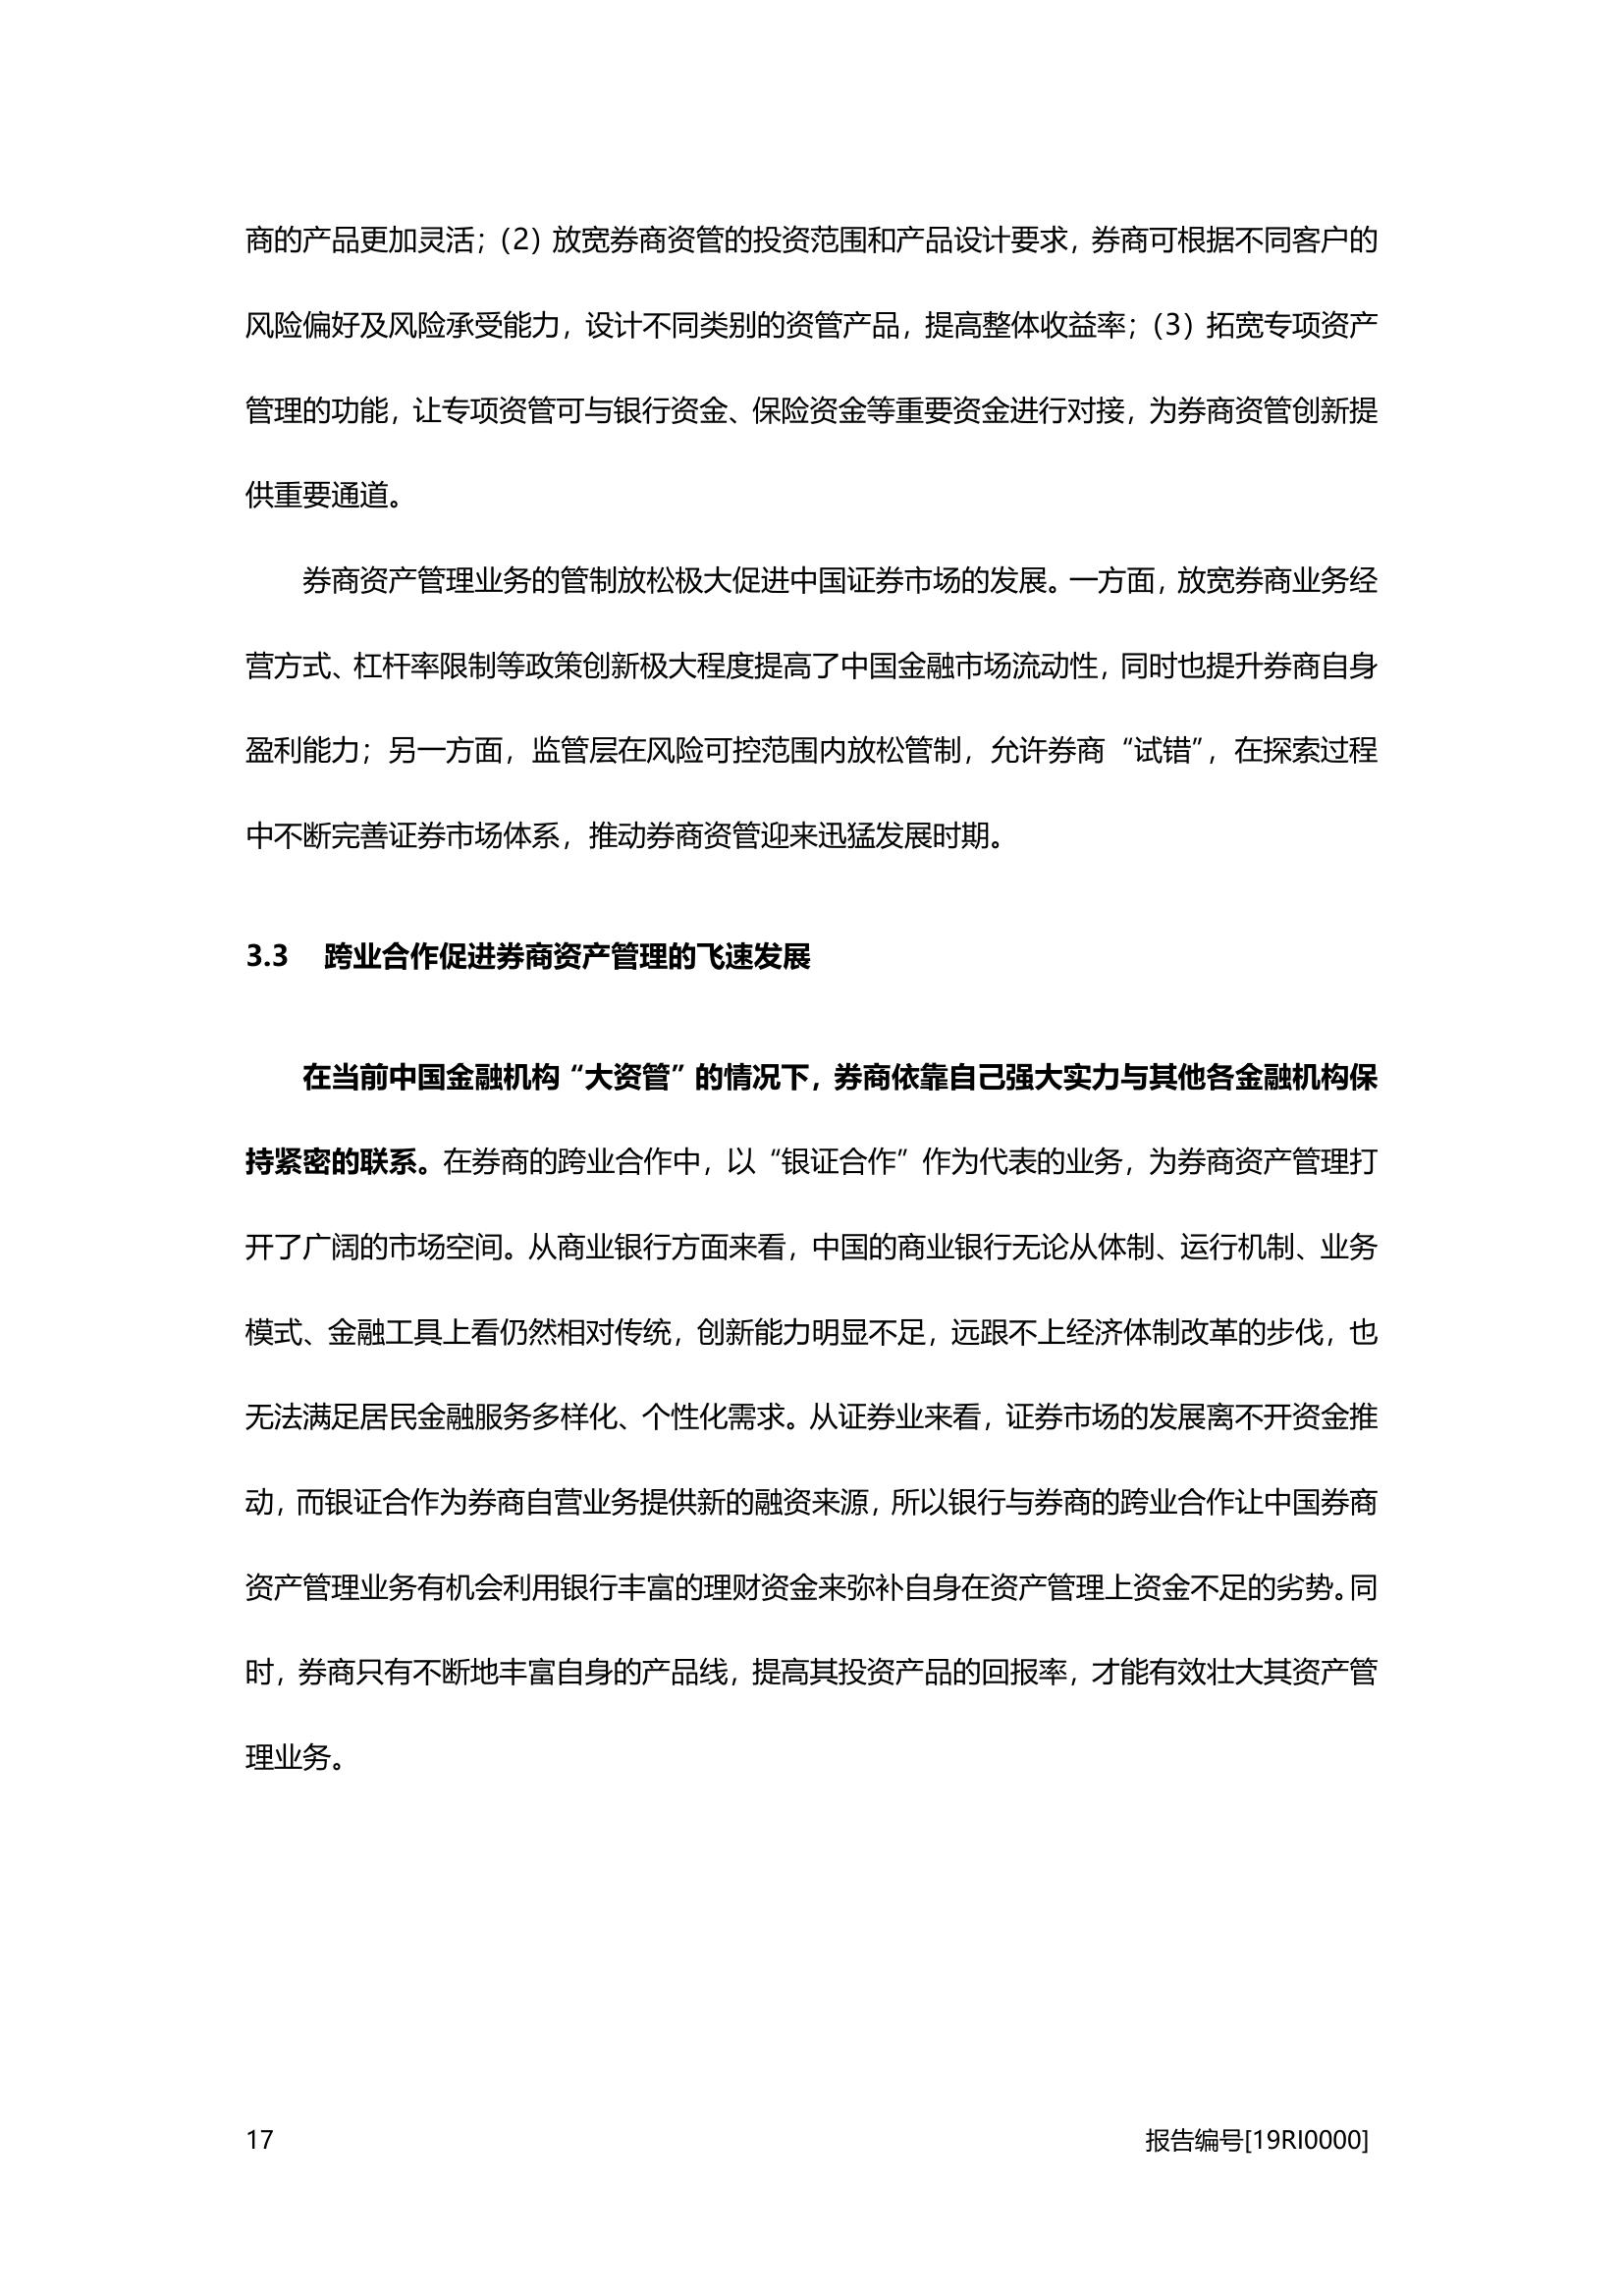 商的产品更加灵活；（2）放宽券商资管的投资范围和产品设计要求，券商可根据不同客户的
风险偏好及风险承受能力，设计不同类别的资管产品，提高整体收益率；（3）拓宽专项资产
管理的功能，让专项资管可与银行资金、保险资金等重要资金进行对接，为券商资管创新提
供重要通道。
券商资产管理业务的管制放松极大促进中国证券市场的发展。一方面，放宽券商业务经
营方式、杠杆率限制等政策创新极大程度提高了中国金融市场流动性，同时也提升券商自身
盈利能力；另一方面，监管层在风险可控范围内放松管制，允许券商“试错”，在探索过程
中不断完善证券市场体系，推动券商资管迎来迅猛发展时期。
3.3 跨业合作促进券商资产管理的飞速发展
在当前中国金融机构“大资管”的情况下，券商依靠自己强大实力与其他各金融机构保
持紧密的联系。在券商的跨业合作中，以“银证合作”作为代表的业务，为券商资产管理打
开了广阔的市场空间。从商业银行方面来看，中国的商业银行无论从体制、运行机制、业务
模式、金融工具上看仍然相对传统，创新能力明显不足，远跟不上经济体制改革的步伐，也
无法满足居民金融服务多样化、个性化需求。从证券业来看，证券市场的发展离不开资金推
动，而银证合作为券商自营业务提供新的融资来源，所以银行与券商的跨业合作让中国券商
资产管理业务有机会利用银行丰富的理财资金来弥补自身在资产管理上资金不足的劣势。同
时，券商只有不断地丰富自身的产品线，提高其投资产品的回报率，才能有效壮大其资产管
理业务。
17 报告编号[19RI0000]